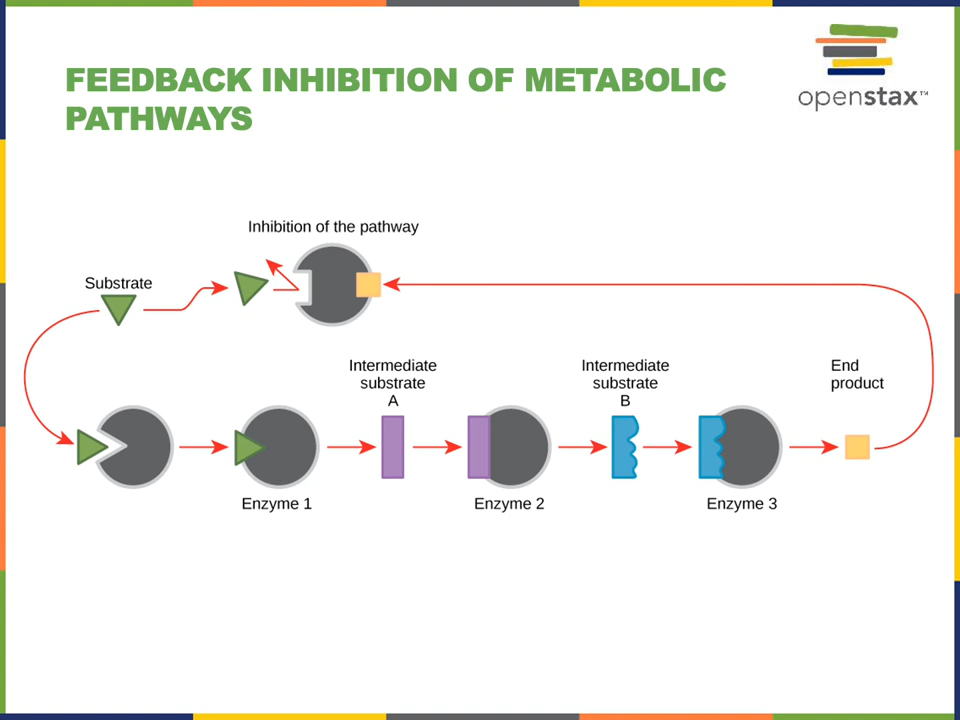 FEEDBACK INHIBITION OF METABOLIC
PATHWAYS
openstax™
Inhibition of the pathway
Substrate
Intermediate
substrate
A
Intermediate
substrate
B
End
product
Enzyme 1
Enzyme 2
Enzyme 3